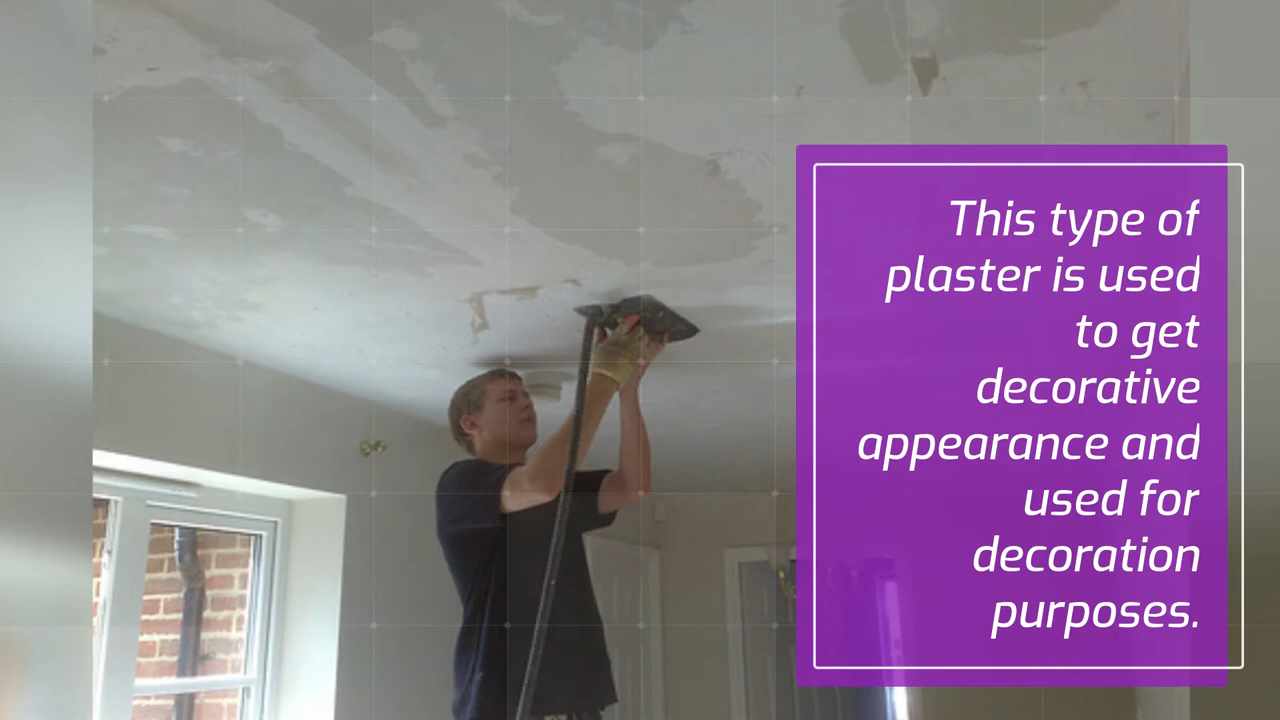 This type of
plaster is used
to get
decorative
appearance and
used for
decoration
purposes.